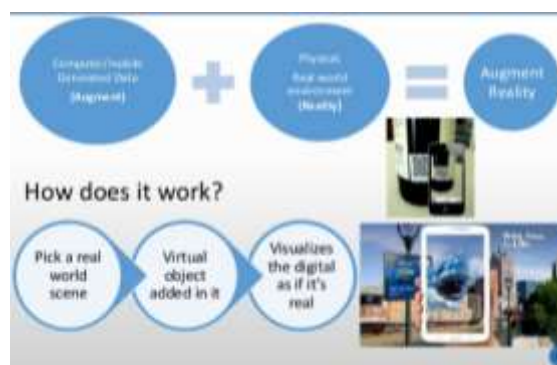 Computer/mobile
Generated Data
(Augment)
Physical
Real world
environment
(Reality)
Augment
Reality
How does it work?
Pick a real
world
scene
Virtual
object
added in it
Visualizes
the digital
as if it's
real